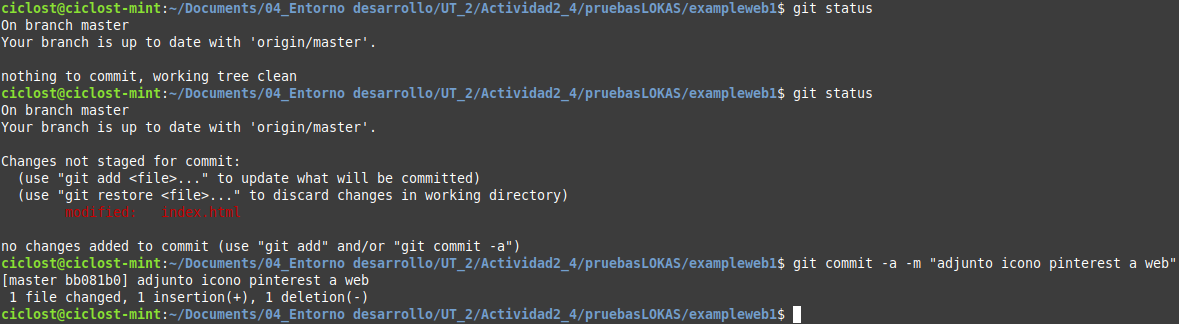 ciclost@ciclost-mint:~/Documents/04_Entorno desarrollo/UT_2/Actividad2_4/pruebasLOKAS/exampleweb1$ git status
On branch master
Your branch is up to date with 'origin/master'.

nothing to commit, working tree clean
ciclost@ciclost-mint:~/Documents/04_Entorno desarrollo/UT_2/Actividad2_4/pruebasLOKAS/exampleweb1$ git status
On branch master
Your branch is up to date with 'origin/master'.

Changes not staged for commit:
  (use "git add <file>..." to update what will be committed)
  (use "git restore <file>..." to discard changes in working directory)
        modified:   index.html

no changes added to commit (use "git add" and/or "git commit -a")
ciclost@ciclost-mint:~/Documents/04_Entorno desarrollo/UT_2/Actividad2_4/pruebasLOKAS/exampleweb1$ git commit -a -m "adjunto icono pinterest a web"
[master bb081b0] adjunto icono pinterest a web
 1 file changed, 1 insertion(+), 1 deletion(-)
ciclost@ciclost-mint:~/Documents/04_Entorno desarrollo/UT_2/Actividad2_4/pruebasLOKAS/exampleweb1$